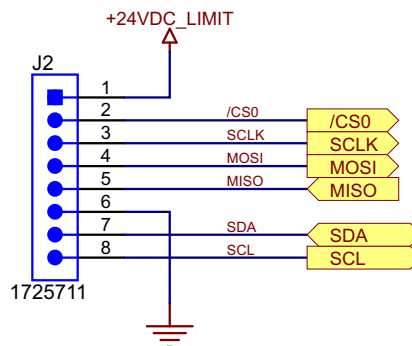 +24VDC_LIMIT
J2
1
2 /CS0 /CS0
3 SCLK SCLK
4 MOSI MOSI
5 MISO MISO
6
7 SDA SDA
8 SCL SCL
1725711